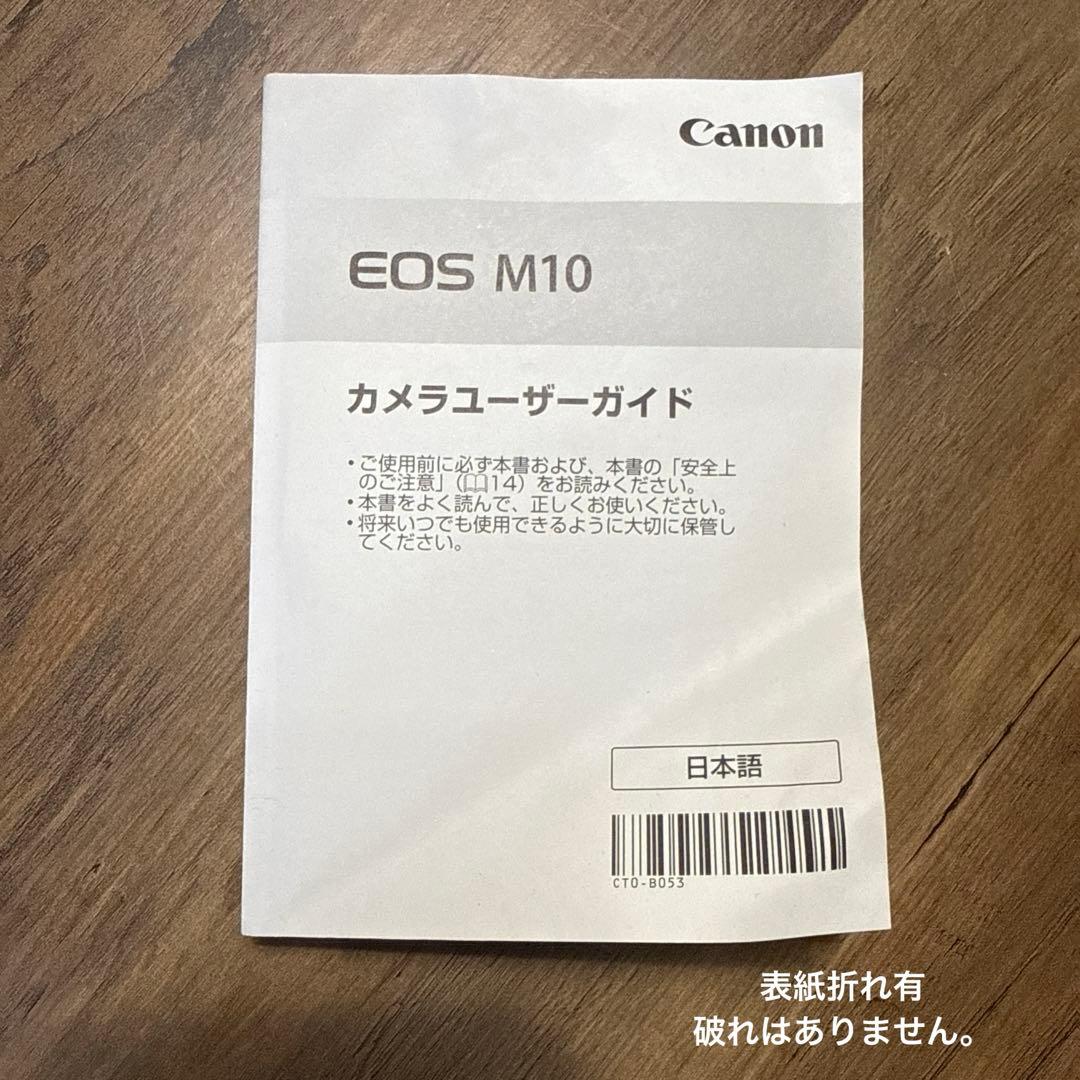 Canon
EOS M10
カメラユーザーガイド
•ご使用前に必ず本書および、本書の「安全上
のご注意」（📖14）をお読みください。
•本書をよく読んで、正しくお使いください。
•将来いつでも使用できるように大切に保管し
てください。
日本語
CT0-B053
表紙折れ有
破れはありません。